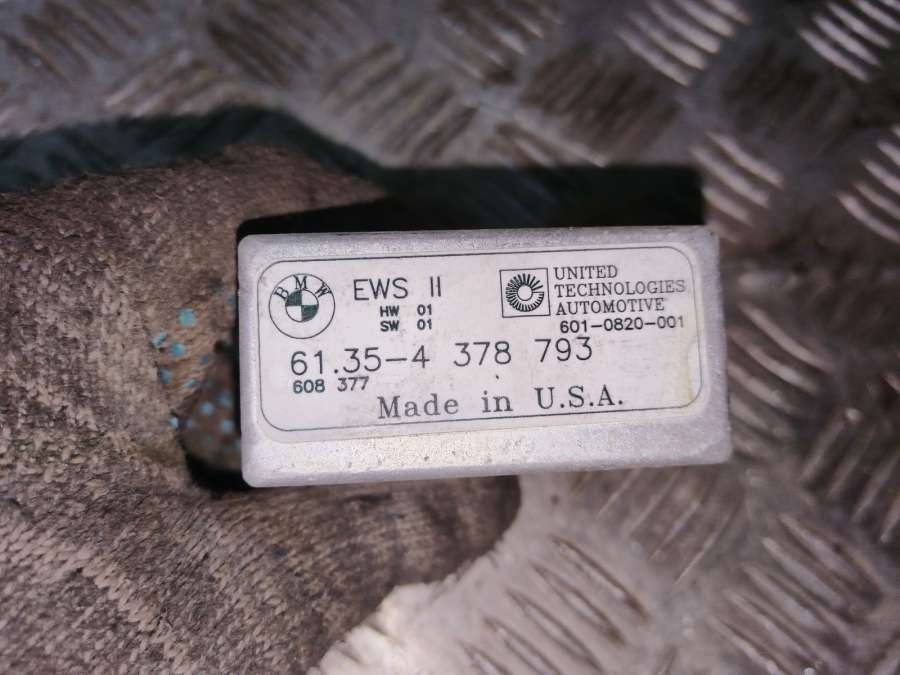 BMW
EWS II
HW 01
SW 01
UNITED
TECHNOLOGIES
AUTOMOTIVE
601-0820-001
61.35-4 378 793
608 377
Made in U.S.A.